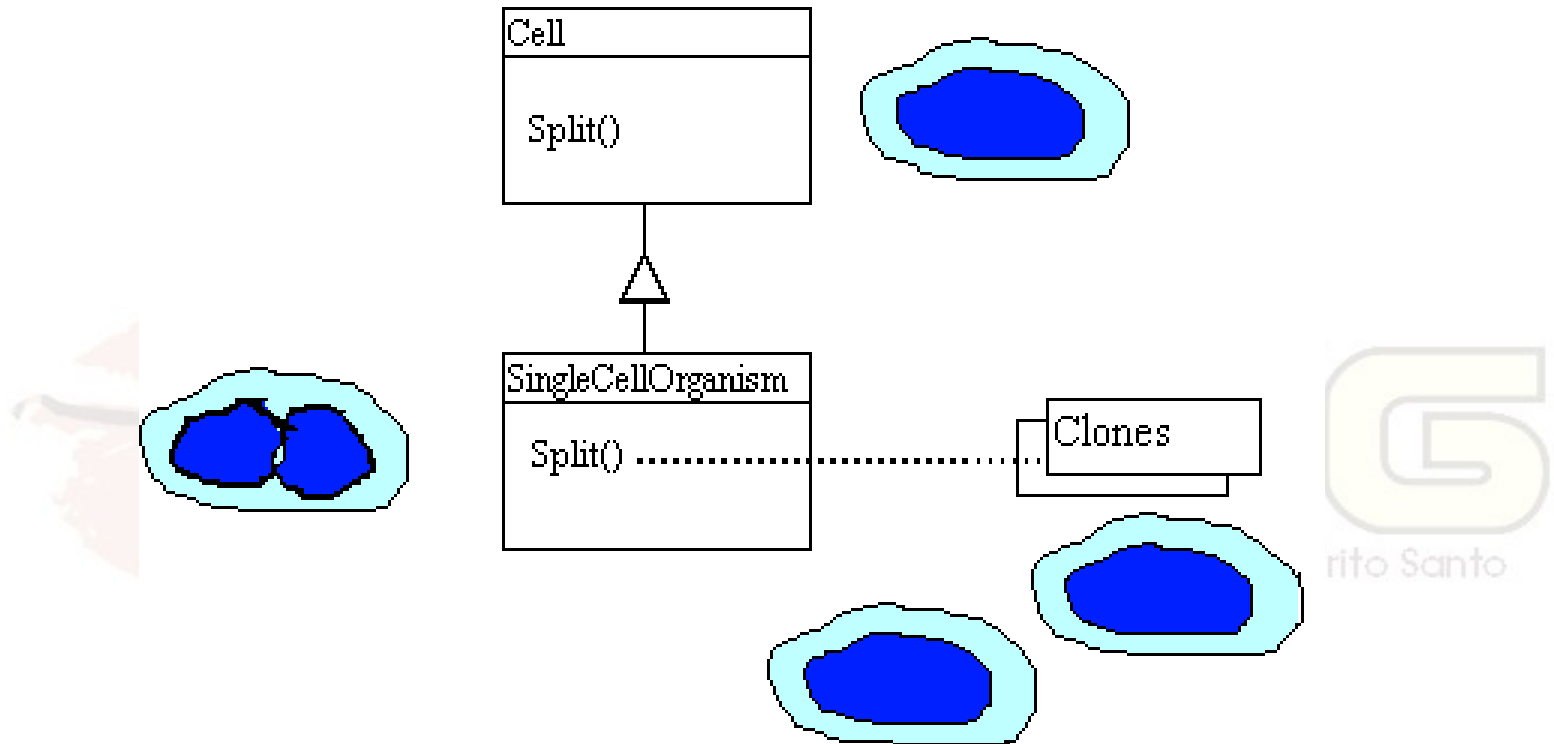 Cell
Split()
SingleCellOrganism
Split()
Clones
G
rito Santo